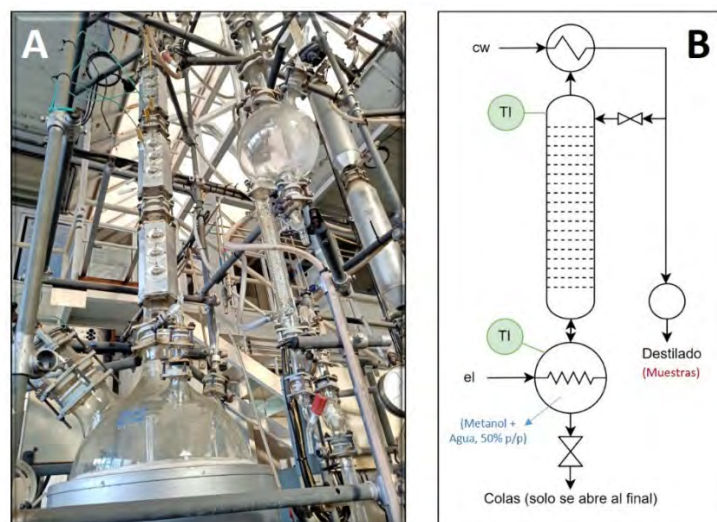 A
B
cw
TI
TI
el
Destilado
(Muestras)
(Metanol +
Agua, 50% p/p)
Colas (solo se abre al final)